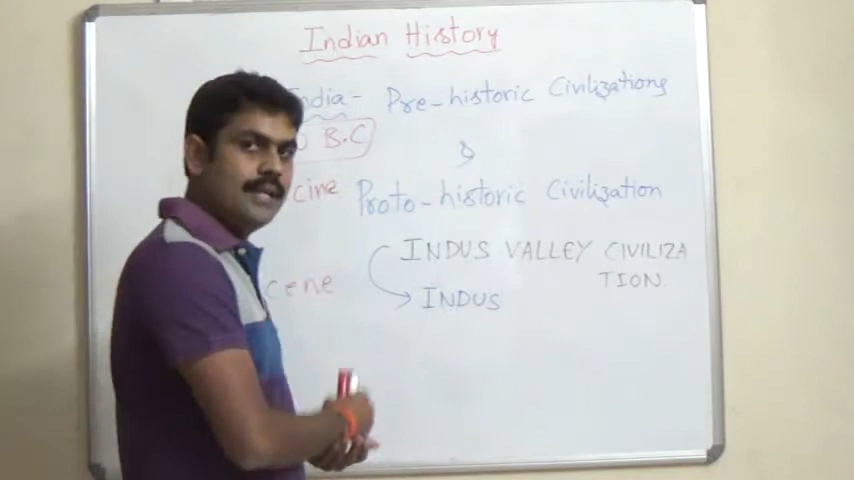 Indian History
India- Pre-historic Civilizations
B.C
&
cine Proto-historic Civilization
INDUS VALLEY CIVILIZA
TION
cene
INDUS